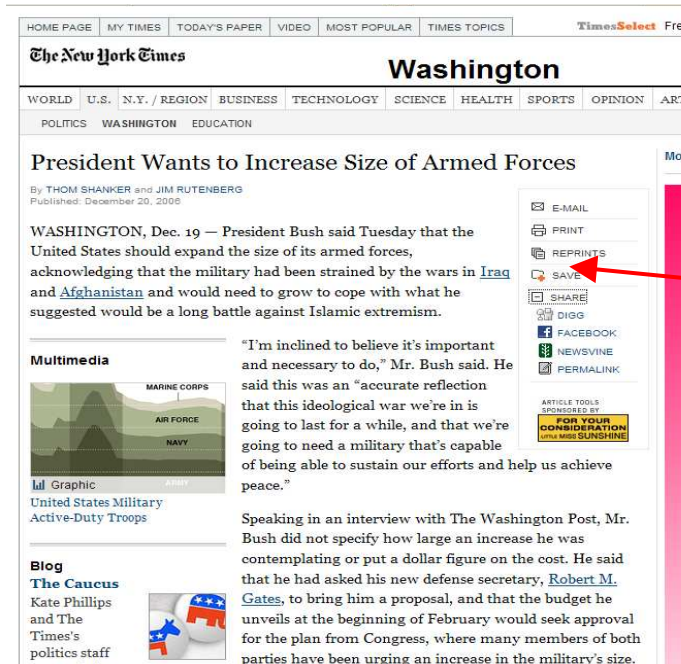 HOME PAGE MY TIMES TODAY'S PAPER VIDEO MOST POPULAR TIMES TOPICS
TimesSelect Fre
The New York Times
Washington
WORLD U.S. N.Y. / REGION BUSINESS TECHNOLOGY SCIENCE HEALTH SPORTS OPINION ART
POLITICS WASHINGTON EDUCATION
President Wants to Increase Size of Armed Forces
By THOM SHANKER and JIM RUTENBERG
Published: December 20, 2006
WASHINGTON, Dec. 19 — President Bush said Tuesday that the
United States should expand the size of its armed forces,
acknowledging that the military had been strained by the wars in Iraq
and Afghanistan and would need to grow to cope with what he
suggested would be a long battle against Islamic extremism.
"I'm inclined to believe it's important
and necessary to do," Mr. Bush said. He
said this was an "accurate reflection
that this ideological war we're in is
going to last for a while, and that we're
going to need a military that's capable
of being able to sustain our efforts and help us achieve
peace."
Speaking in an interview with The Washington Post, Mr.
Bush did not specify how large an increase he was
contemplating or put a dollar figure on the cost. He said
that he had asked his new defense secretary, Robert M.
Gates, to bring him a proposal, and that the budget he
unveils at the beginning of February would seek approval
for the plan from Congress, where many members of both
parties have been urging an increase in the military's size.
Multimedia
MARINE CORPS
AIR FORCE
NAVY
ARMY
Graphic
United States Military
Active-Duty Troops
Blog
The Caucus
Kate Phillips
and The
Times's
politics staff
E-MAIL
PRINT
REPRINTS
SAVE
SHARE
DIGG
FACEBOOK
NEWSVINE
PERMALINK
ARTICLE TOOLS
SPONSORED BY
FOR YOUR
CONSIDERATION
LITTLE MISS SUNSHINE
Mo